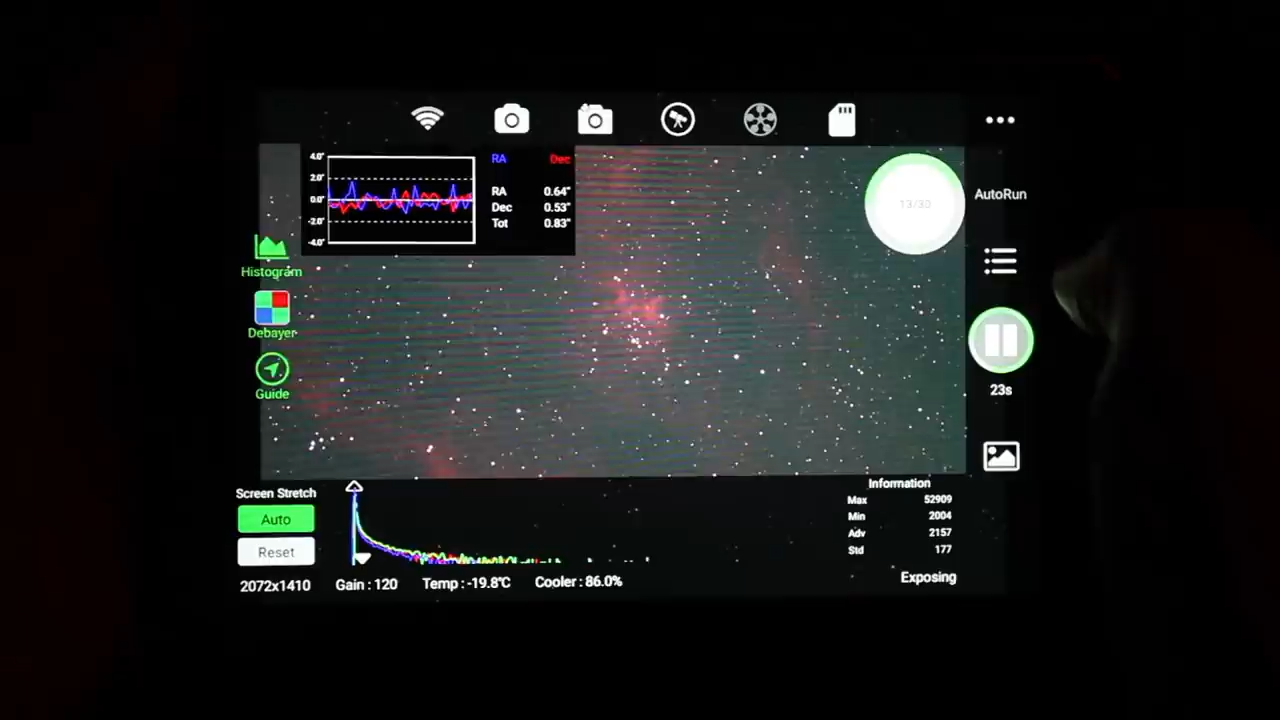 4.0"
2.0"
0.0"
-2.0"
-4.0"
RA Dec
RA 0.64"
Dec 0.53"
Tot 0.83"
13/30
AutoRun
Histogram
Debayer
Guide
23s
Screen Stretch
Auto
Reset
Information
Max 52909
Min 2004
Adv 2157
Std 177
2072x1410 Gain : 120 Temp : -19.8℃ Cooler : 86.0%
Exposing